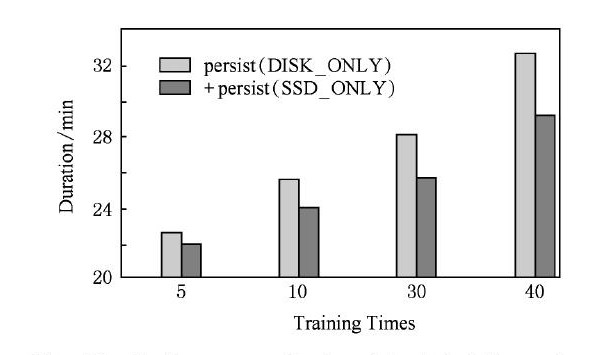 persist(DISK_ONLY)
+persist(SSD_ONLY)
Duration/min
32
28
24
20
5 10 30 40
Training Times